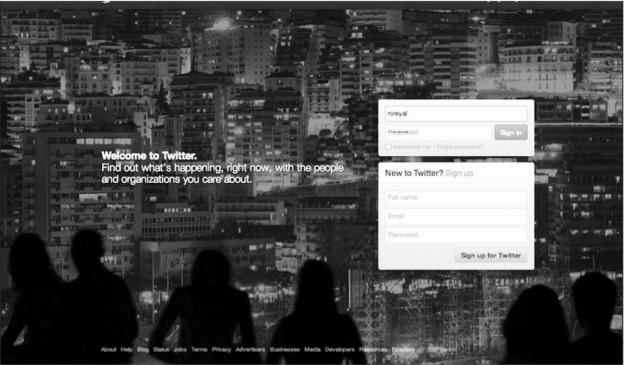 nireyal
Sign in
Remember me · Forgot password?
Welcome to Twitter.
Find out what's happening, right now, with the people
and organizations you care about.
New to Twitter? Sign up
Full name
Email
Password
Sign up for Twitter
About Help Blog Status Jobs Terms Privacy Advertisers Businesses Media Developers Resources Directory